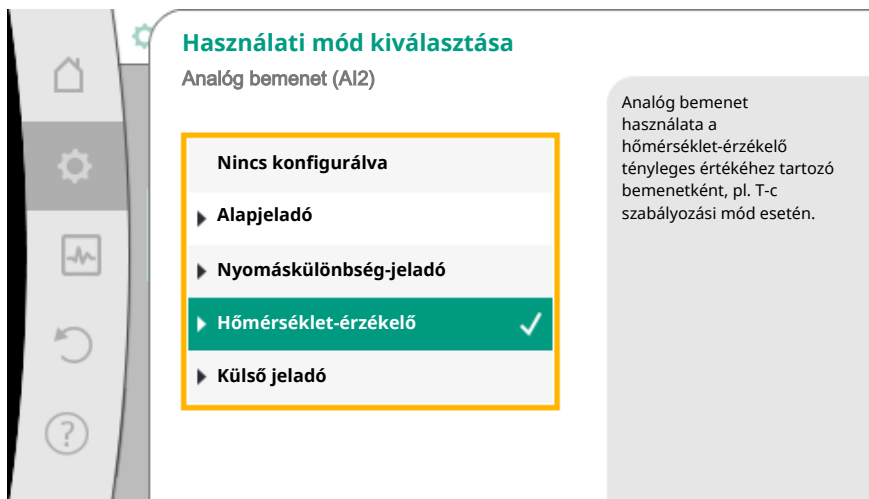 Használati mód kiválasztása
Analóg bemenet (AI2)
Nincs konfigurálva
Alapjeladó
Nyomáskülönbség-jeladó
Hőmérséklet-érzékelő
Külső jeladó
Analóg bemenet
használata a
hőmérséklet-érzékelő
tényleges értékéhez tartozó
bemenetként, pl. T-c
szabályozási mód esetén.
?